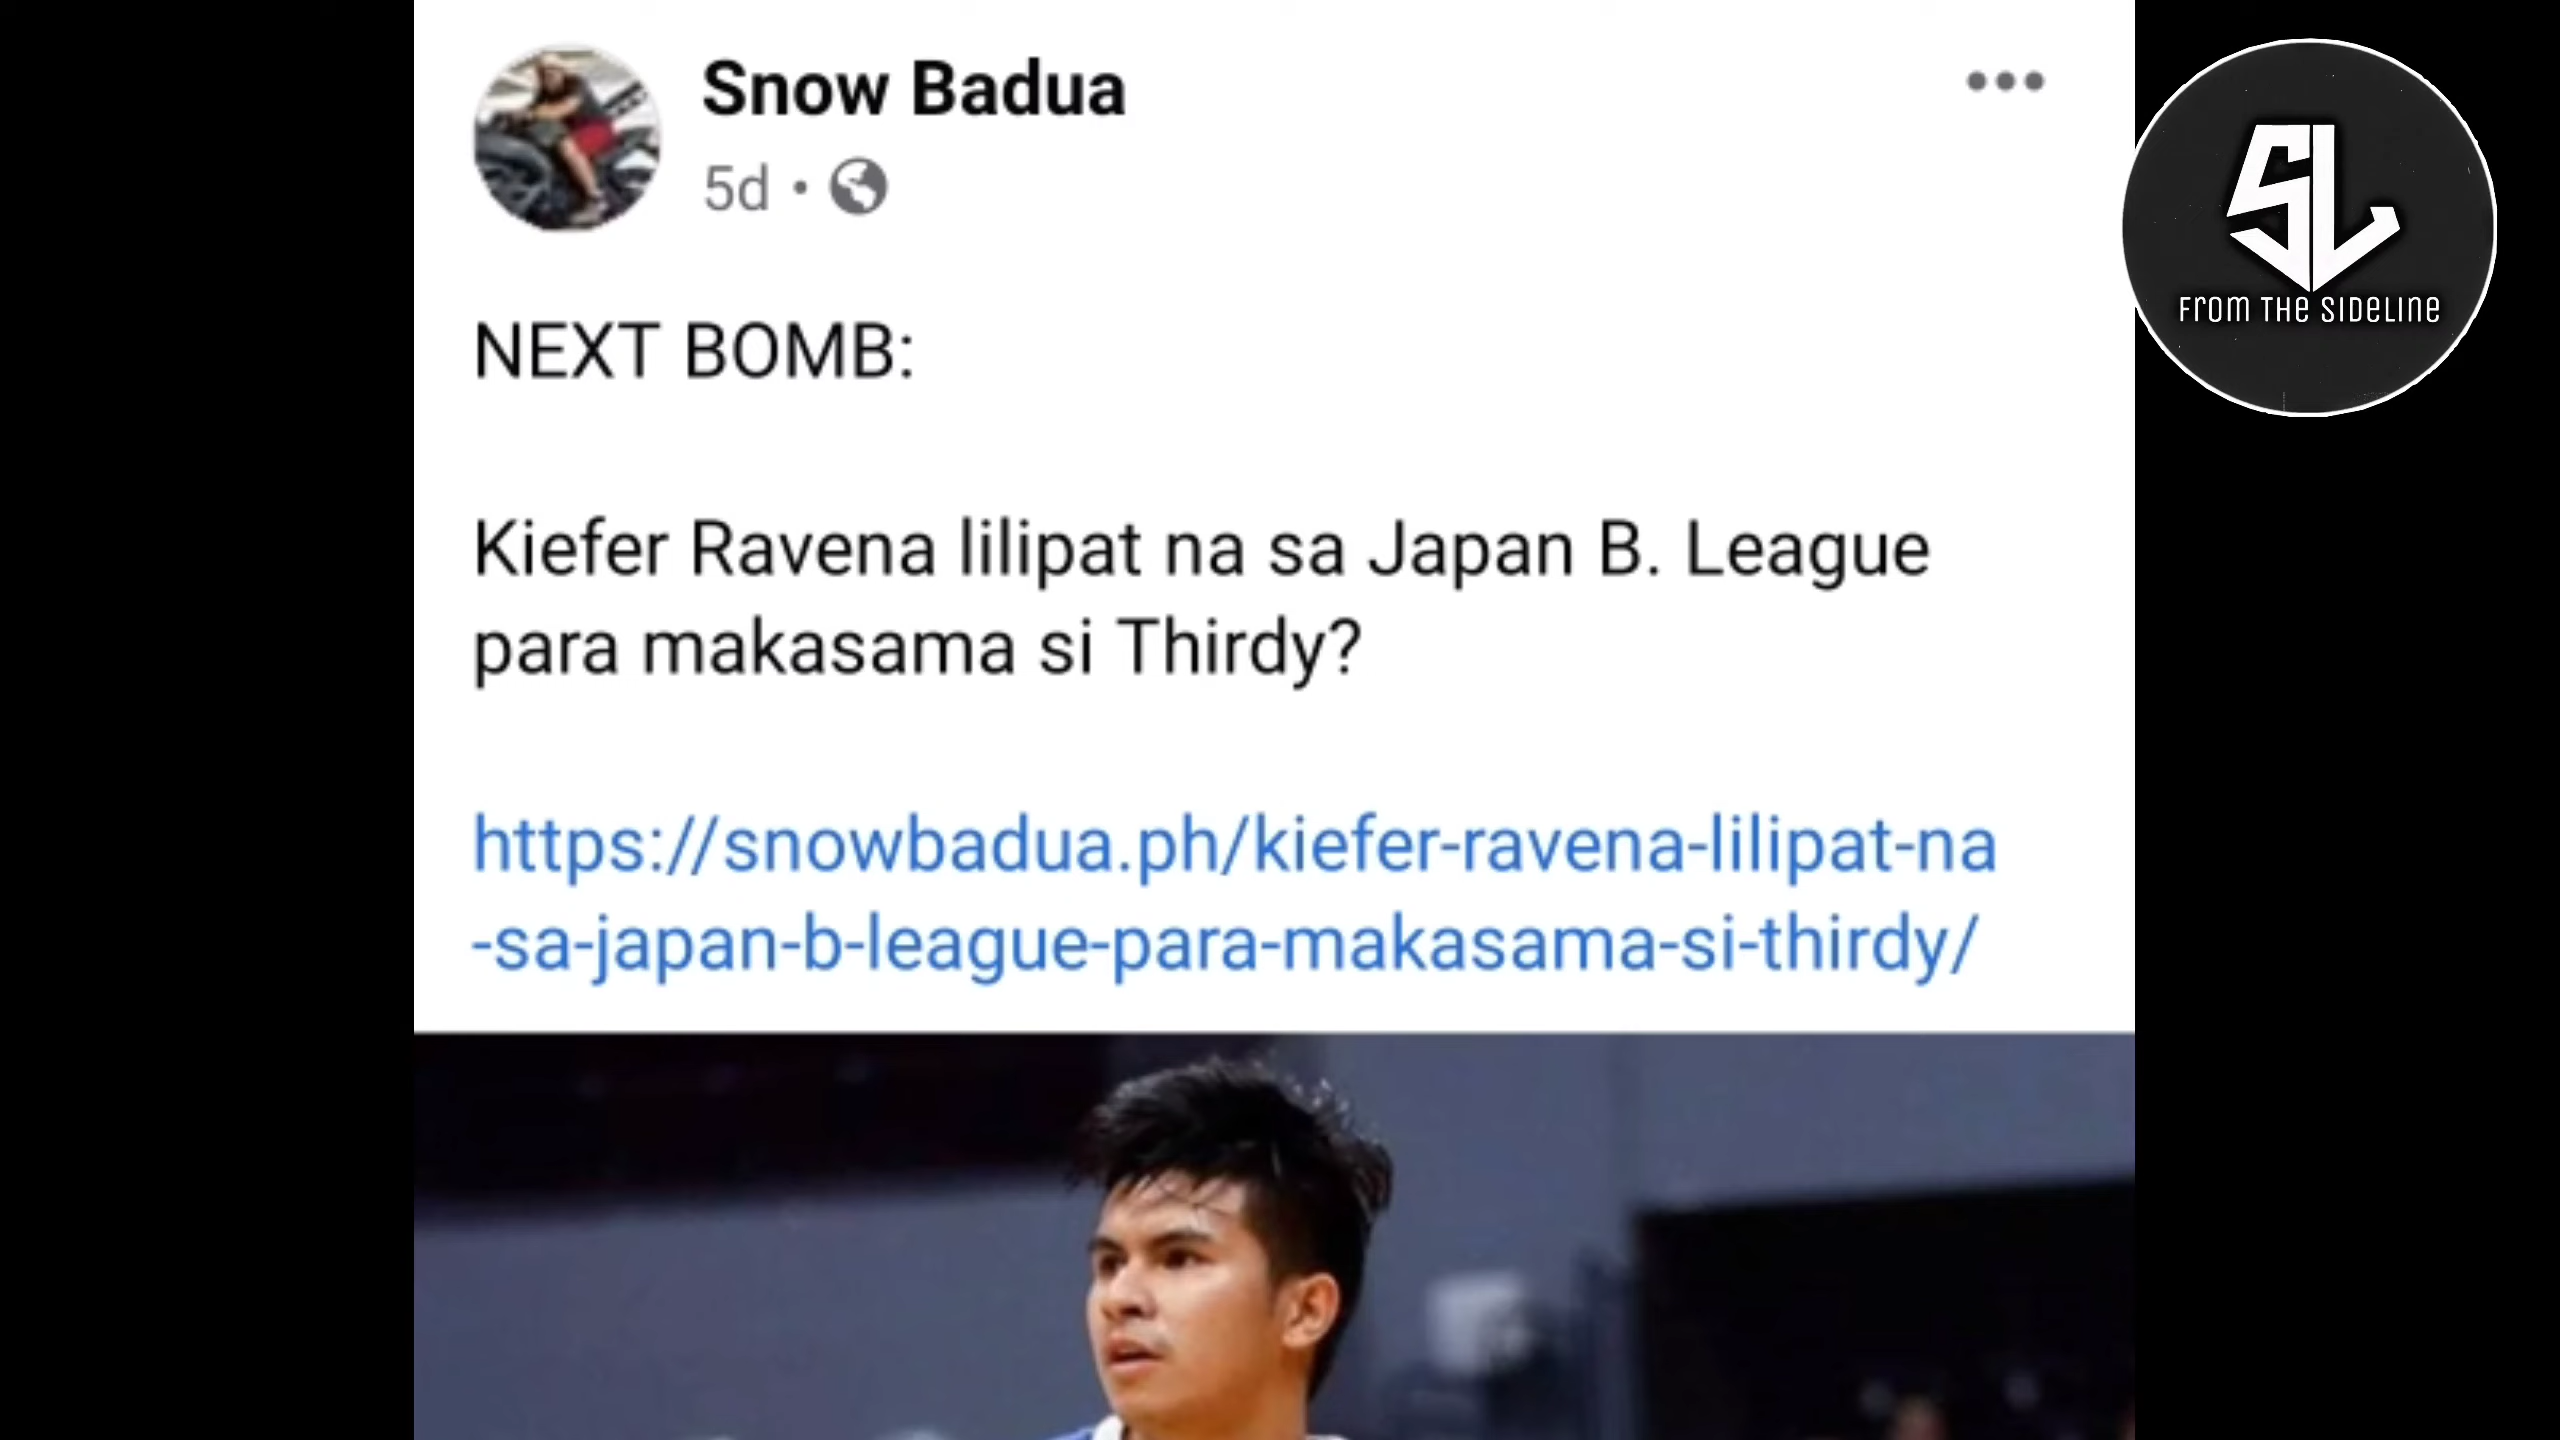 Snow Badua
5d •
NEXT BOMB:
Kiefer Ravena lilipat na sa Japan B. League
para makasama si Thirdy?
https://snowbadua.ph/kiefer-ravena-lilipat-na
-sa-japan-b-league-para-makasama-si-thirdy/
SL
FROM THE SIDELINE